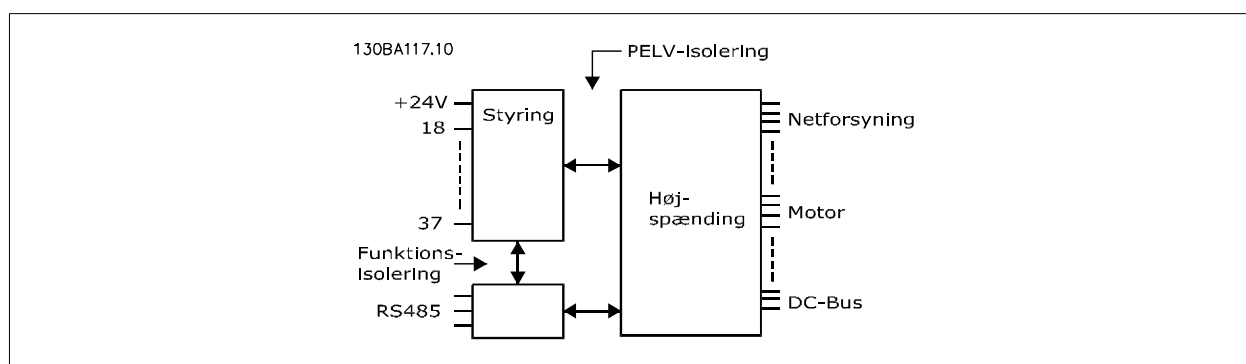 130BA117.10
PELV-isolering
+24V
Styring
18
37
Funktions-
isolering
RS485
Høj-
spænding
Netforsyning
Motor
DC-Bus